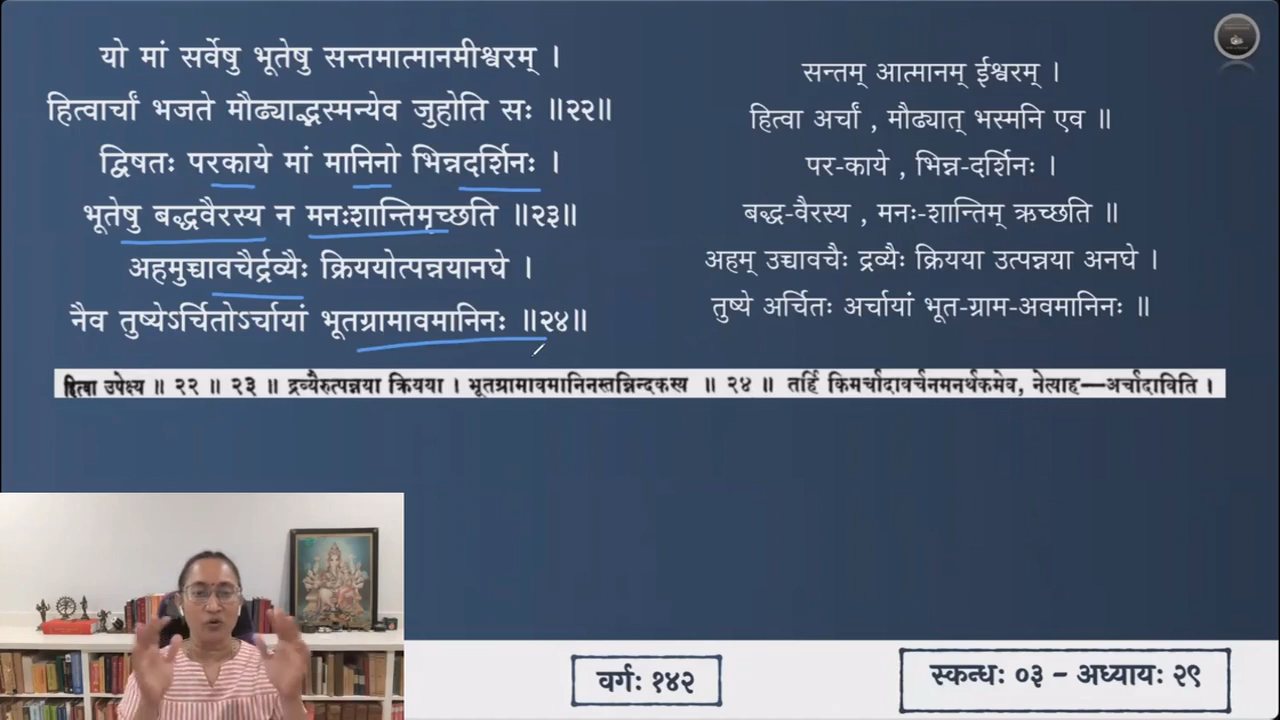 यो मां सर्वेषु भूतेषु सन्तमात्मानमीश्वरम् ।
हित्वार्चां भजते मौढ्याद्भस्मन्येव जुहोति सः ॥२२॥
द्विषतः परकाये मां मानिनो भिन्नदर्शिनः ।
भूतेषु बद्धवैरस्य न मनःशान्तिमृच्छति ॥२३॥
अहमुच्चावचैर्द्रव्यैः क्रिययोत्पन्नयानघे ।
नैव तुष्येऽर्चितोऽर्चायां भूतग्रामावमानिनः ॥२४॥
सन्तम् आत्मानम् ईश्वरम् ।
हित्वा अर्चां , मौढ्यात् भस्मनि एव ॥
पर-काये , भिन्न-दर्शिनः ।
बद्ध-वैरस्य , मनः-शान्तिम् ऋच्छति ॥
अहम् उच्चावचैः द्रव्यैः क्रियया उत्पन्नया अनघे ।
तुष्ये अर्चितः अर्चायां भूत-ग्राम-अवमानिनः ॥
हित्वा उपेक्ष्य ॥ २२ ॥ २३ ॥ द्रव्यैरुत्पन्नया क्रियया । भूतग्रामावमानिनस्तन्निन्दकस्य ॥ २४ ॥ तर्हि किमर्चादावर्चनमनर्थकमेव, नेत्याह—अर्चादाविति ।
वर्गः १४२
स्कन्धः ०३ - अध्यायः २९